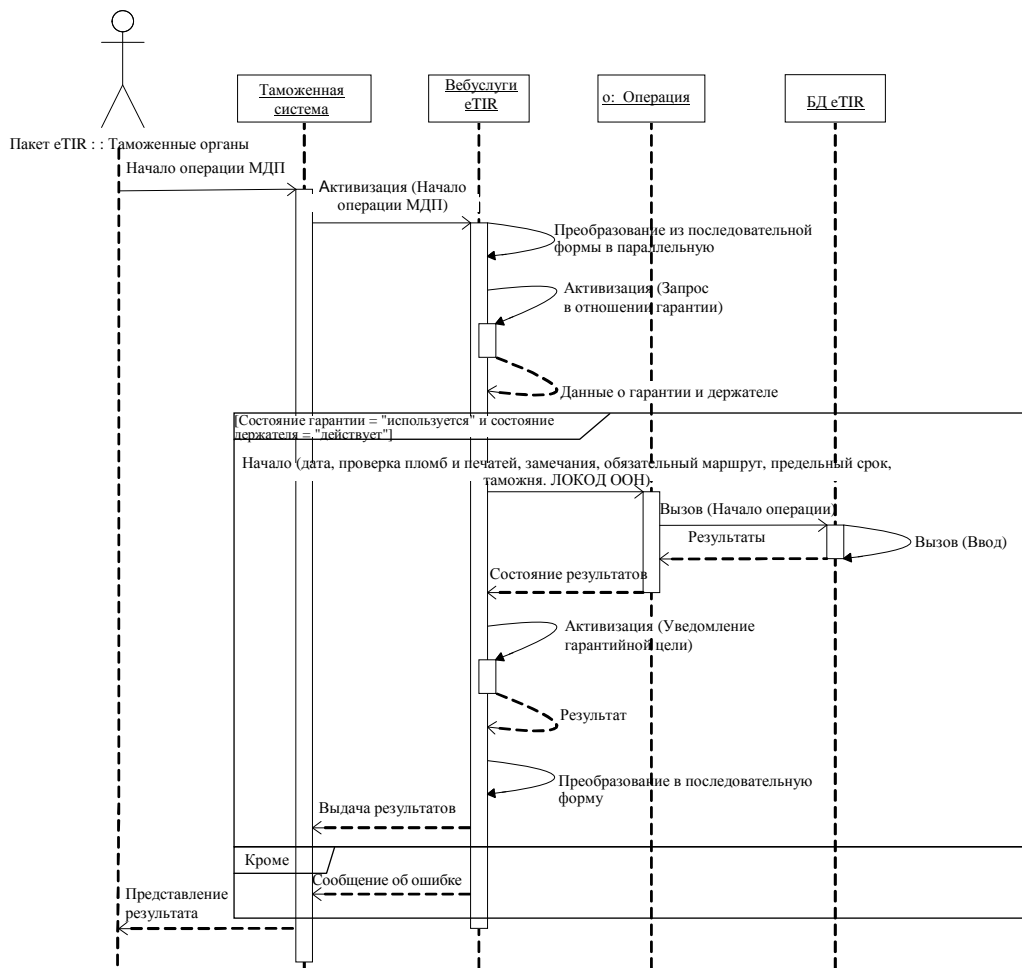 Таможенная
система
Вебуслуги
eTIR
о: Операция
БД eTIR
Пакет eTIR : : Таможенные органы
Начало операции МДП
Активизация (Начало
операции МДП)
Преобразование из последовательной
формы в параллельную
Активизация (Запрос
в отношении гарантии)
Данные о гарантии и держателе
[Состояние гарантии = "используется" и состояние
держателя = "действует"]
Начало (дата, проверка пломб и печатей, замечания, обязательный маршрут, предельный срок,
таможня. ЛОКОД ООН)
Вызов (Начало операции)
Результаты
Вызов (Ввод)
Состояние результатов
Активизация (Уведомление
гарантийной цели)
Результат
Преобразование в последовательную
форму
Выдача результатов
Кроме
Сообщение об ошибке
Представление
результата